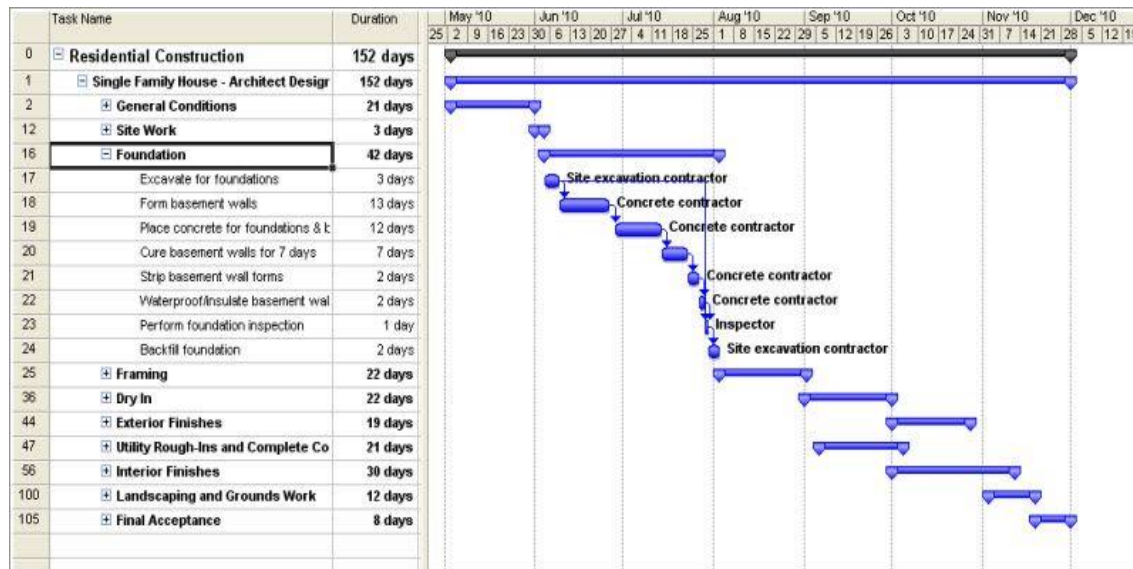 Task Name Duration May '10 Jun '10 Jul '10 Aug '10 Sep '10 Oct '10 Nov '10 Dec '10
25 2 9 16 23 30 6 13 20 27 4 11 18 25 1 8 15 22 29 5 12 19 26 3 10 17 24 31 7 14 21 28 5 12
0 Residential Construction 152 days
1 Single Family House - Architect Design 152 days
2 General Conditions 21 days
12 Site Work 3 days
16 Foundation 42 days
17 Excavate for foundations 3 days Site excavation contractor
18 Form basement walls 13 days Concrete contractor
19 Place concrete for foundations & b 12 days Concrete contractor
20 Cure basement walls for 7 days 7 days
21 Strip basement wall forms 2 days Concrete contractor
22 Waterproof/insulate basement wal 2 days Concrete contractor
23 Perform foundation inspection 1 day Inspector
24 Backfill foundation 2 days Site excavation contractor
25 Framing 22 days
36 Dry In 22 days
44 Exterior Finishes 19 days
47 Utility Rough-Ins and Complete Co 21 days
56 Interior Finishes 30 days
100 Landscaping and Grounds Work 12 days
105 Final Acceptance 8 days